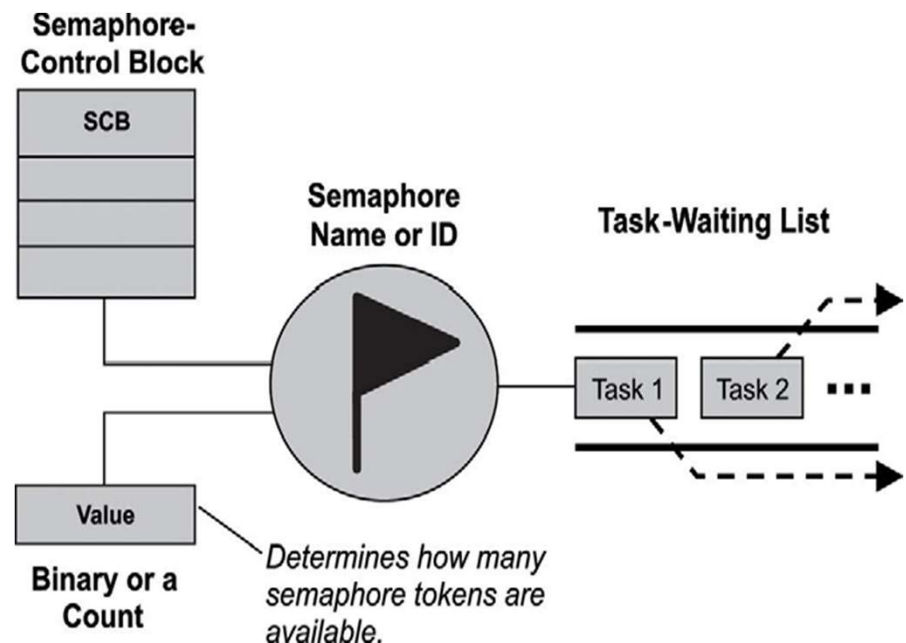 Semaphore-
Control Block
SCB
Semaphore
Name or ID
Task-Waiting List
Task 1
Task 2
Value
Binary or a
Count
Determines how many
semaphore tokens are
available.